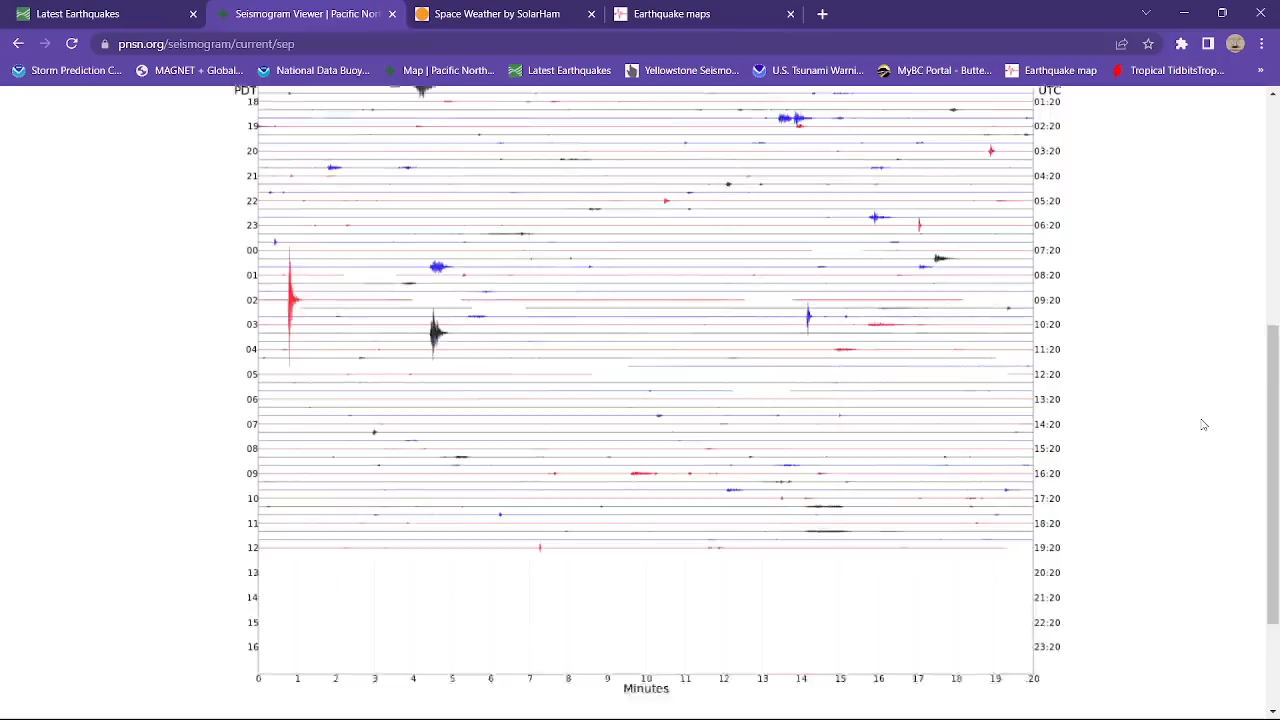 Latest Earthquakes
Seismogram Viewer | Pacific Nor
Space Weather by SolarHam
Earthquake maps
pnsn.org/seismogram/current/sep
Storm Prediction C...
MAGNET + Global...
National Data Buoy...
Map | Pacific North...
Latest Earthquakes
Yellowstone Seismo...
U.S. Tsunami Warni...
MyBC Portal - Butte...
Earthquake map
Tropical TidbitsTrop...
PDT UTC
18 01:20
19 02:20
20 03:20
21 04:20
22 05:20
23 06:20
00 07:20
01 08:20
02 09:20
03 10:20
04 11:20
05 12:20
06 13:20
07 14:20
08 15:20
09 16:20
10 17:20
11 18:20
12 19:20
13 20:20
14 21:20
15 22:20
16 23:20
0 1 2 3 4 5 6 7 8 9 10 11 12 13 14 15 16 17 18 19 20
Minutes